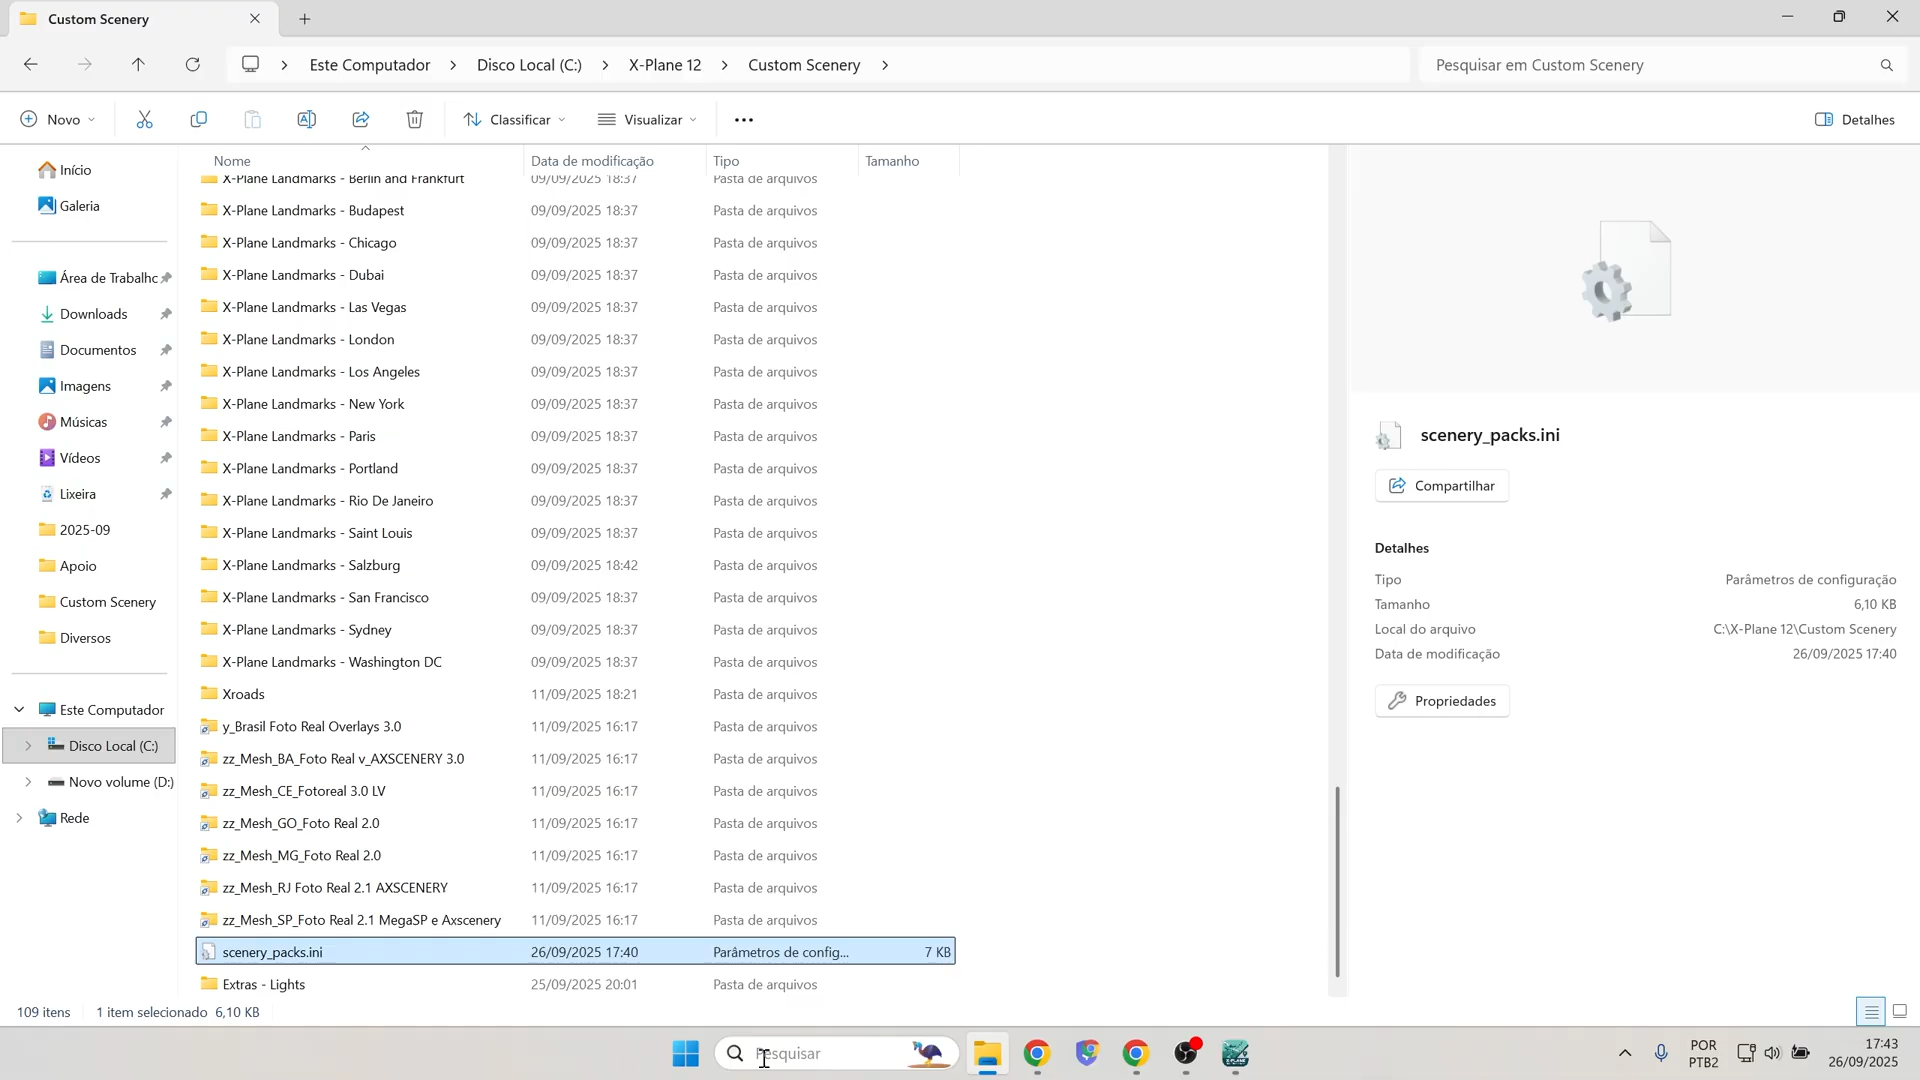 Custom Scenery
Este Computador
Disco Local (C:)
X-Plane 12
Custom Scenery
Pesquisar em Custom Scenery
Novo
Classificar
Visualizar
Detalhes
Início
Galeria
Área de Trabalhc
Downloads
Documentos
Imagens
Músicas
Vídeos
Lixeira
2025-09
Apoio
Custom Scenery
Diversos
Este Computador
Disco Local (C:)
Novo volume (D:)
Rede
Nome Data de modificação Tipo Tamanho
X-Plane Landmarks - Berlin and Frankfurt 09/09/2025 18:37 Pasta de arquivos
X-Plane Landmarks - Budapest 09/09/2025 18:37 Pasta de arquivos
X-Plane Landmarks - Chicago 09/09/2025 18:37 Pasta de arquivos
X-Plane Landmarks - Dubai 09/09/2025 18:37 Pasta de arquivos
X-Plane Landmarks - Las Vegas 09/09/2025 18:37 Pasta de arquivos
X-Plane Landmarks - London 09/09/2025 18:37 Pasta de arquivos
X-Plane Landmarks - Los Angeles 09/09/2025 18:37 Pasta de arquivos
X-Plane Landmarks - New York 09/09/2025 18:37 Pasta de arquivos
X-Plane Landmarks - Paris 09/09/2025 18:37 Pasta de arquivos
X-Plane Landmarks - Portland 09/09/2025 18:37 Pasta de arquivos
X-Plane Landmarks - Rio De Janeiro 09/09/2025 18:37 Pasta de arquivos
X-Plane Landmarks - Saint Louis 09/09/2025 18:37 Pasta de arquivos
X-Plane Landmarks - Salzburg 09/09/2025 18:42 Pasta de arquivos
X-Plane Landmarks - San Francisco 09/09/2025 18:37 Pasta de arquivos
X-Plane Landmarks - Sydney 09/09/2025 18:37 Pasta de arquivos
X-Plane Landmarks - Washington DC 09/09/2025 18:37 Pasta de arquivos
Xroads 11/09/2025 18:21 Pasta de arquivos
y_Brasil Foto Real Overlays 3.0 11/09/2025 16:17 Pasta de arquivos
zz_Mesh_BA_Foto Real v_AXSCENERY 3.0 11/09/2025 16:17 Pasta de arquivos
zz_Mesh_CE_Fotoreal 3.0 LV 11/09/2025 16:17 Pasta de arquivos
zz_Mesh_GO_Foto Real 2.0 11/09/2025 16:17 Pasta de arquivos
zz_Mesh_MG_Foto Real 2.0 11/09/2025 16:17 Pasta de arquivos
zz_Mesh_RJ Foto Real 2.1 AXSCENERY 11/09/2025 16:17 Pasta de arquivos
zz_Mesh_SP_Foto Real 2.1 MegaSP e Axscenery 11/09/2025 16:17 Pasta de arquivos
scenery_packs.ini 26/09/2025 17:40 Parâmetros de config... 7 KB
Extras - Lights 25/09/2025 20:01 Pasta de arquivos
scenery_packs.ini
Compartilhar
Detalhes
Tipo Parâmetros de configuração
Tamanho 6,10 KB
Local do arquivo C:\X-Plane 12\Custom Scenery
Data de modificação 26/09/2025 17:40
Propriedades
109 itens 1 item selecionado 6,10 KB
Pesquisar
POR
PTB2
17:43
26/09/2025